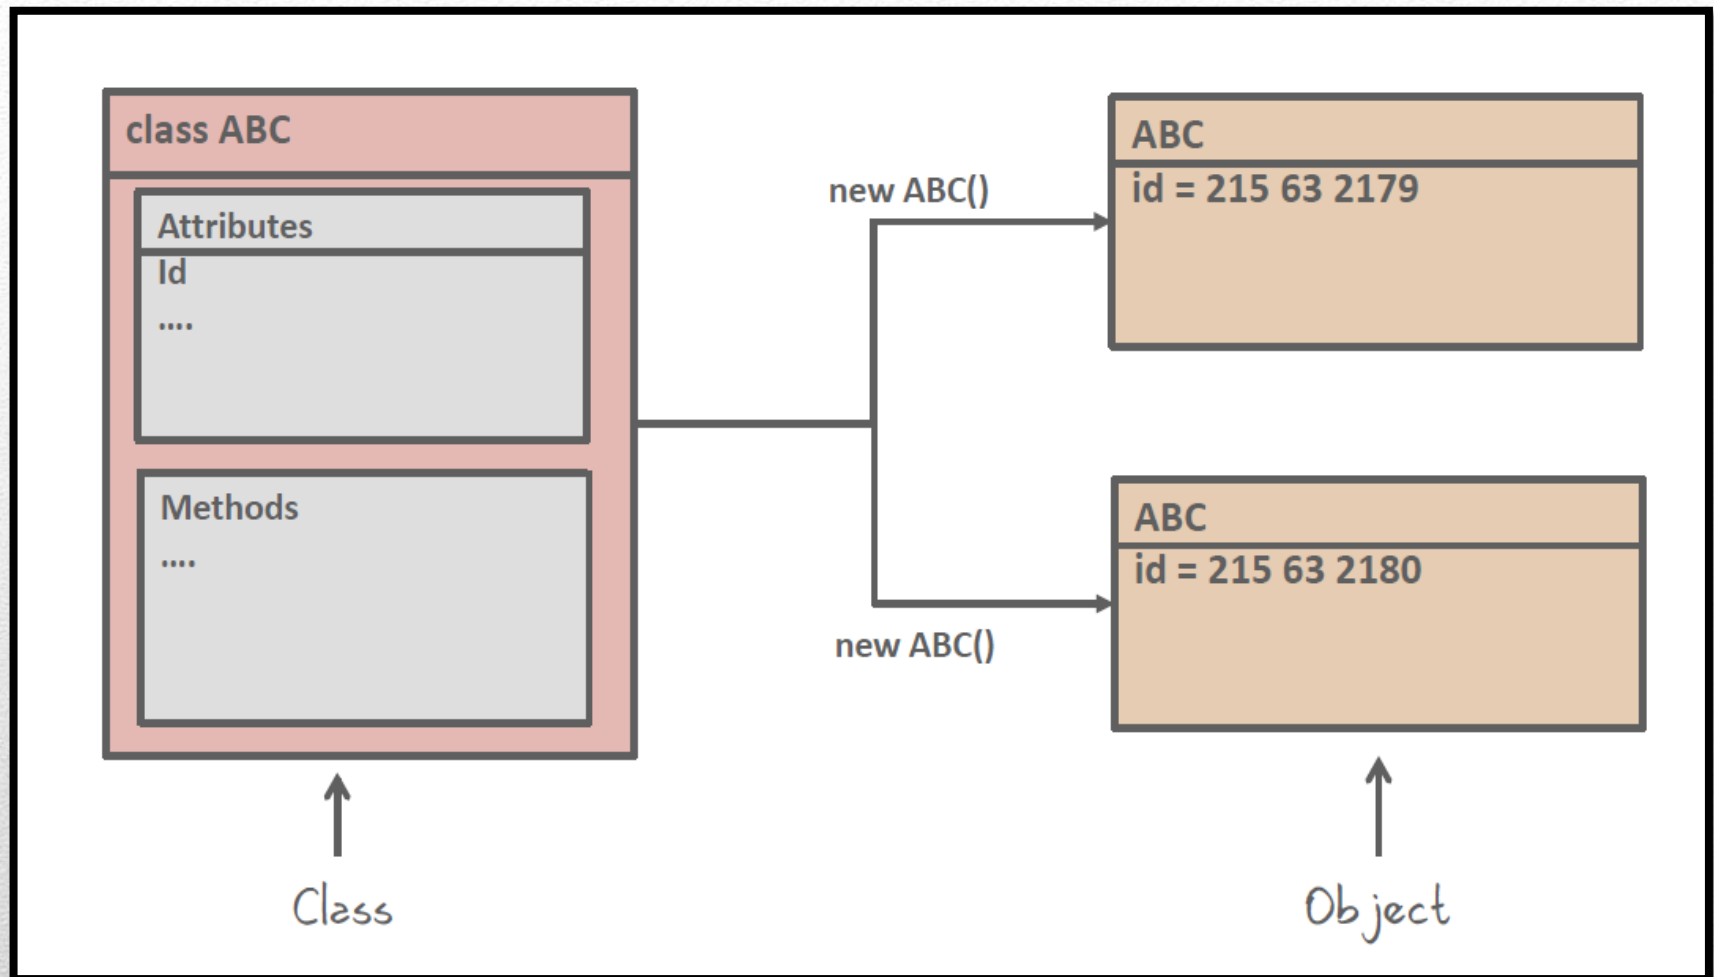 class ABC
Attributes
Id
....
Methods
....
new ABC()
new ABC()
ABC
id = 215 63 2179
ABC
id = 215 63 2180
Class
Object